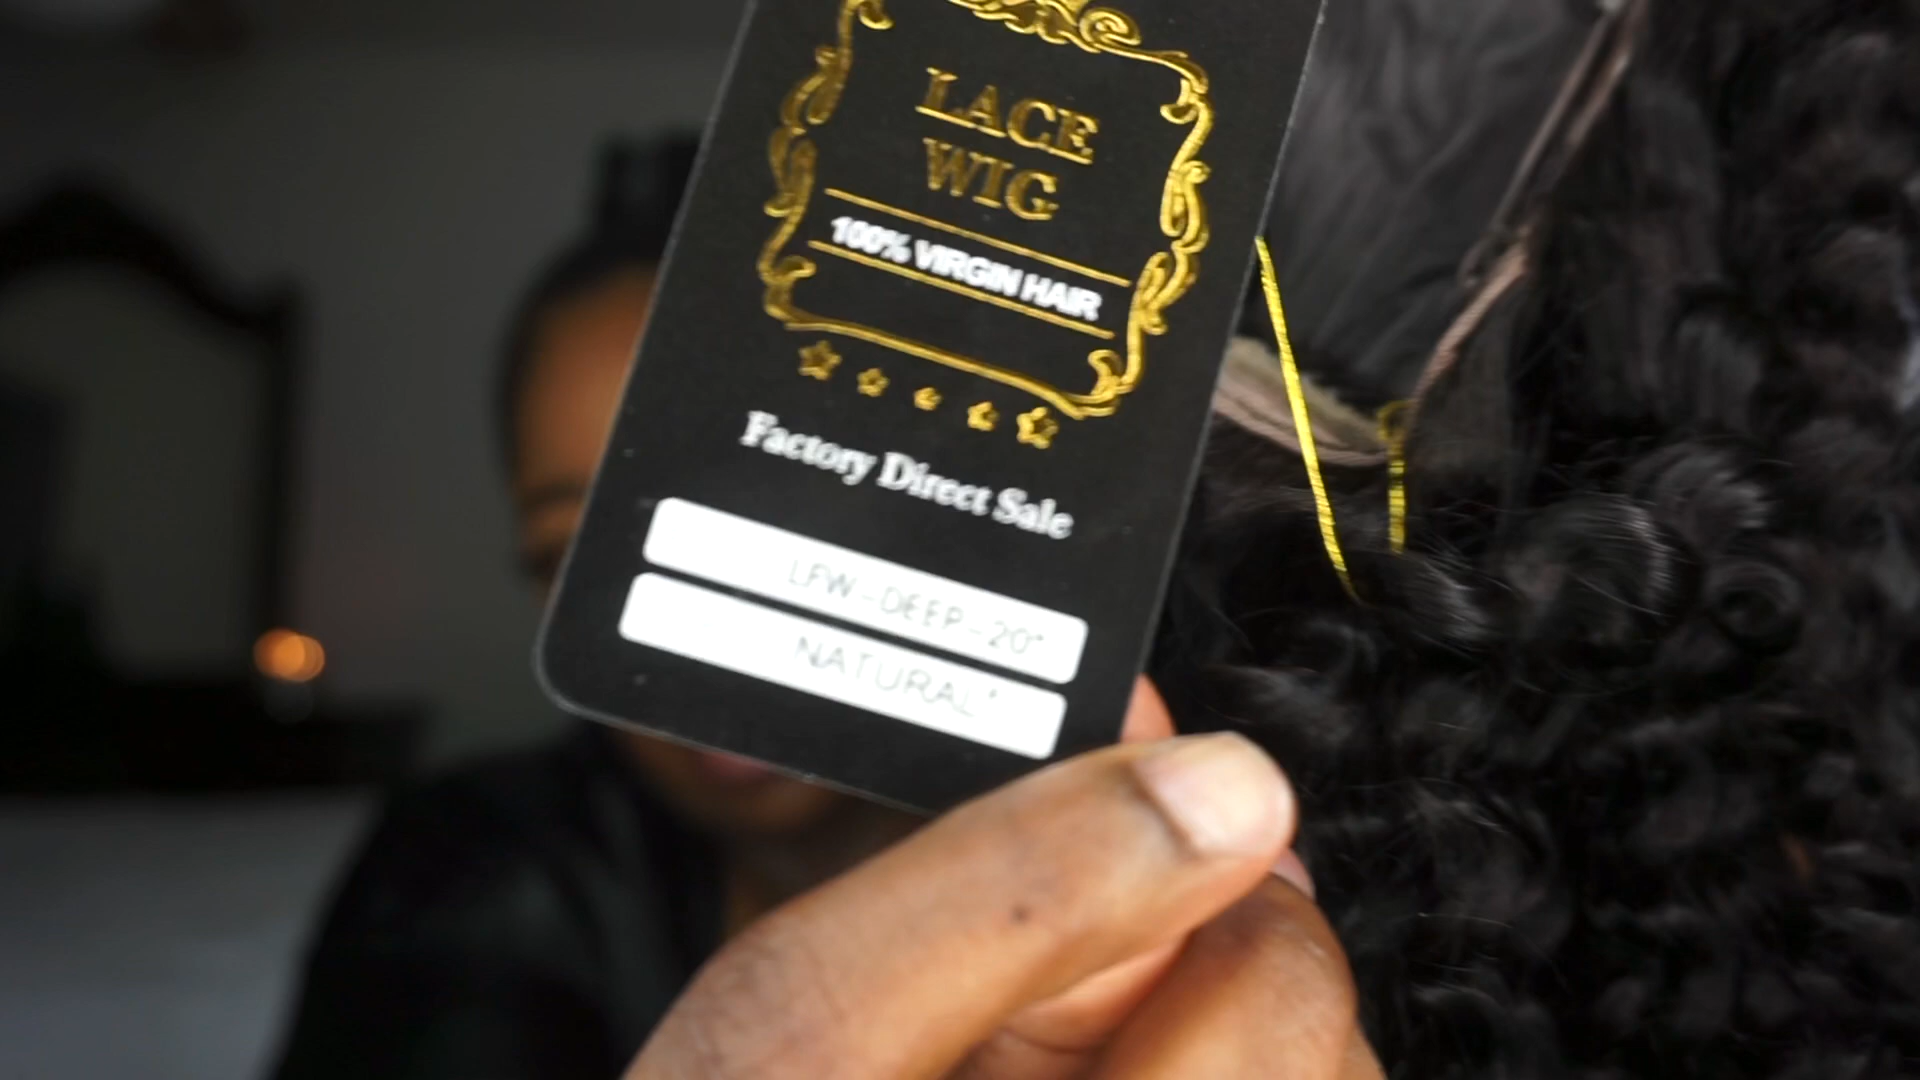 LACE
WIG
100% VIRGIN HAIR
Factory Direct Sale
LFW-DEEP-20"
NATURAL"